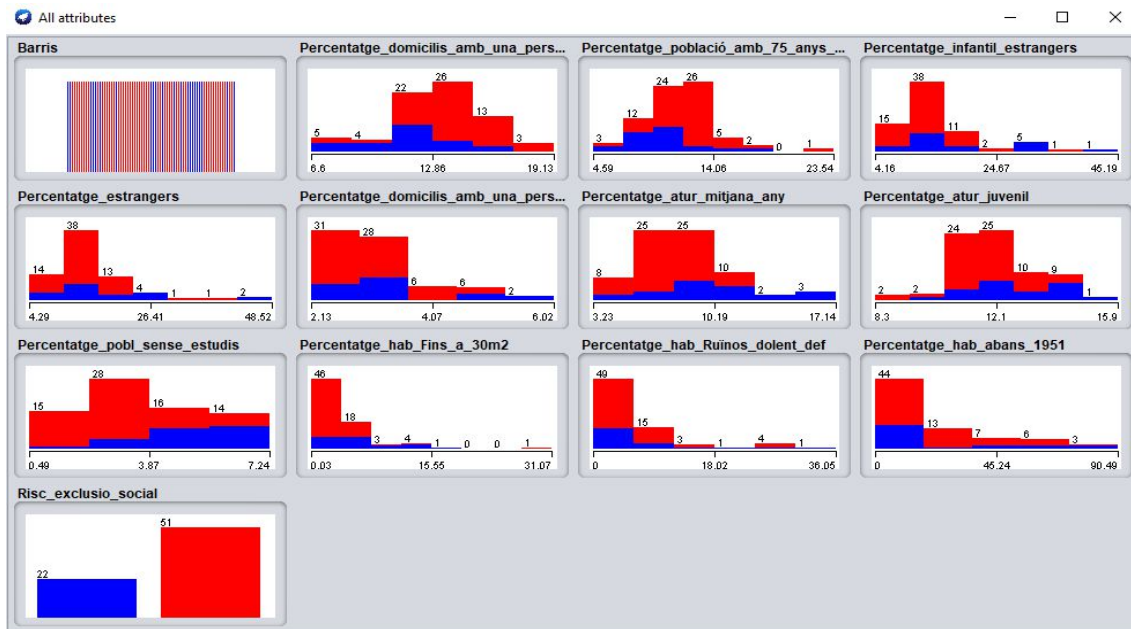 All attributes
Barris
Percentatge_domicilis_amb_una_pers...
Percentatge_població_amb_75_anys_...
Percentatge_infantil_estrangers
5 4 22 26 13 3
6.6 12.86 19.13
3 12 24 26 5 2 0 1
4.59 14.06 23.54
15 38 11 2 5 1 1
4.16 24.67 45.19
Percentatge_estrangers
Percentatge_domicilis_amb_una_pers...
Percentatge_atur_mitjana_any
Percentatge_atur_juvenil
14 38 13 4 1 1 2
4.29 26.41 48.52
31 28 6 6 2
2.13 4.07 6.02
8 25 25 10 2 3
3.23 10.19 17.14
2 2 24 25 10 9 1
8.3 12.1 15.9
Percentatge_pobl_sense_estudis
Percentatge_hab_Fins_a_30m2
Percentatge_hab_Ruïnos_dolent_def
Percentatge_hab_abans_1951
15 28 16 14
0.49 3.87 7.24
46 18 3 4 1 0 0 1
0.03 15.55 31.07
49 15 3 1 4 1
0 18.02 36.05
44 13 7 6 3
0 45.24 90.49
Risc_exclusio_social
22 51